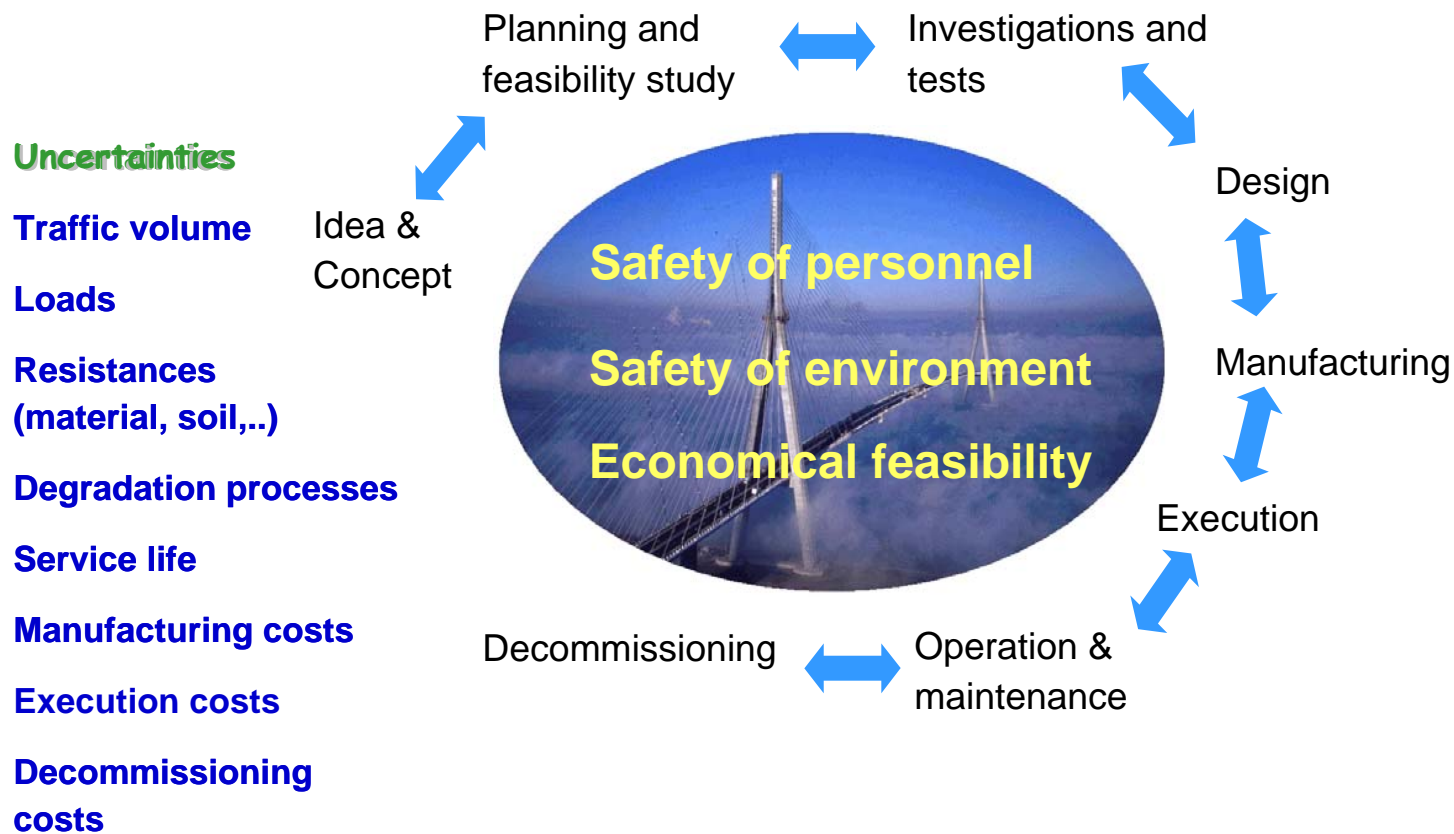 Planning and
feasibility study
Investigations and
tests
Uncertainties
Traffic volume
Loads
Resistances
(material, soil,..)
Degradation processes
Service life
Manufacturing costs
Execution costs
Decommissioning
costs
Idea &
Concept
Safety of personnel
Safety of environment
Economical feasibility
Design
Manufacturing
Execution
Operation &
maintenance
Decommissioning